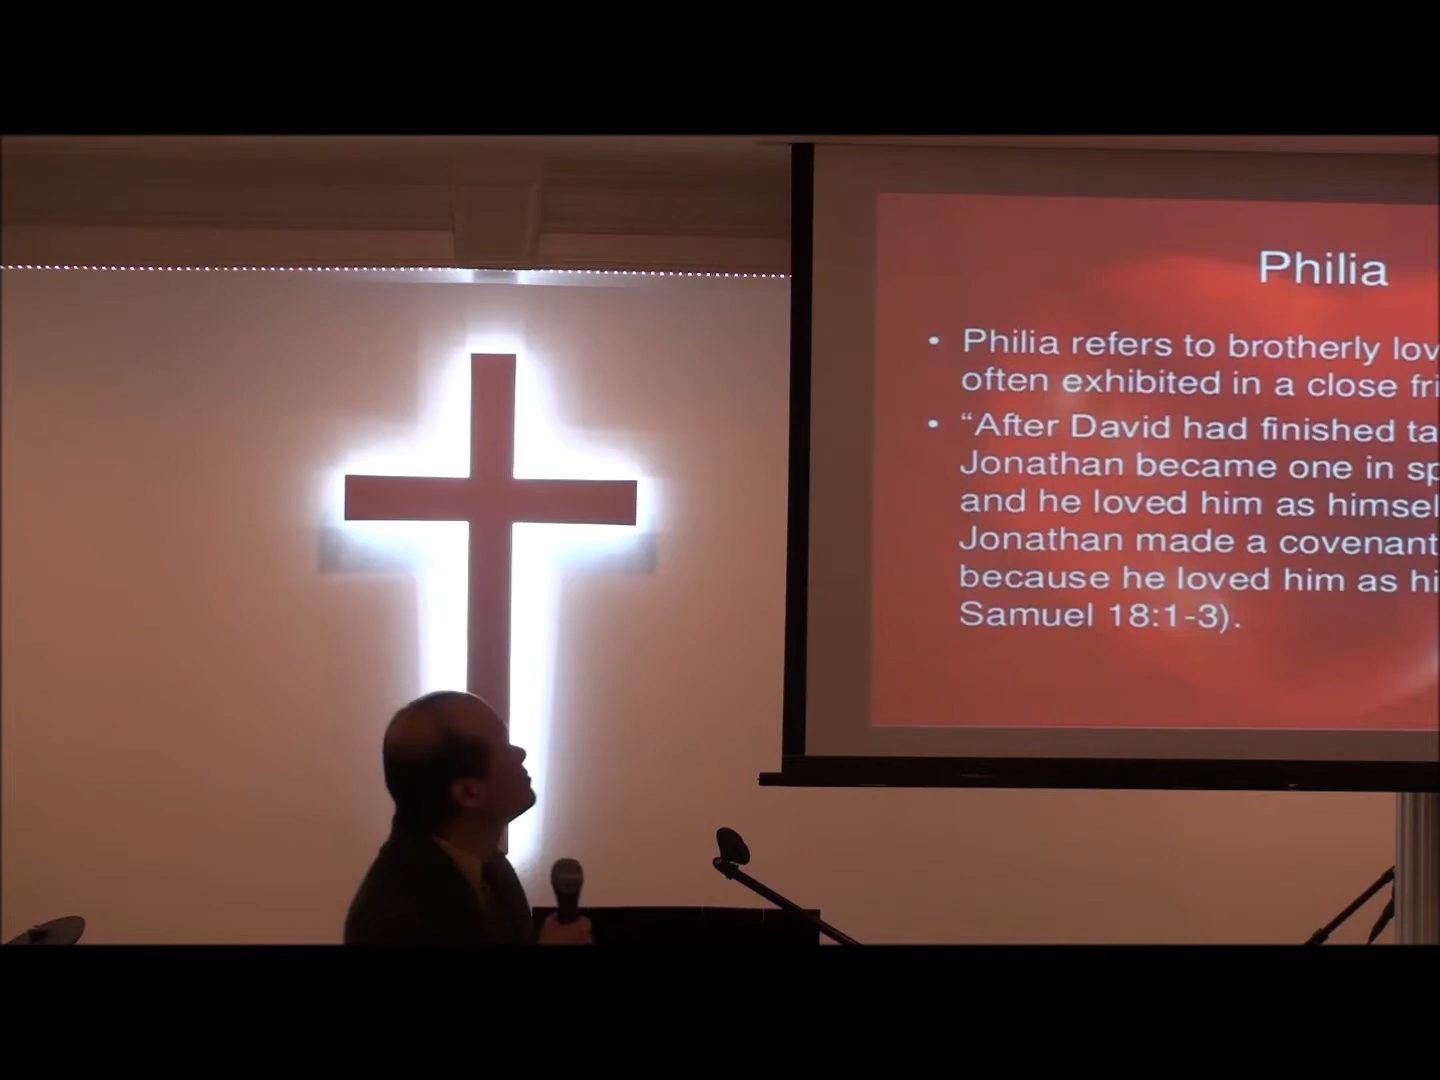 Philia
• Philia refers to brotherly lov
often exhibited in a close fri
• “After David had finished ta
Jonathan became one in sp
and he loved him as himsel
Jonathan made a covenant
because he loved him as hi
Samuel 18:1-3).